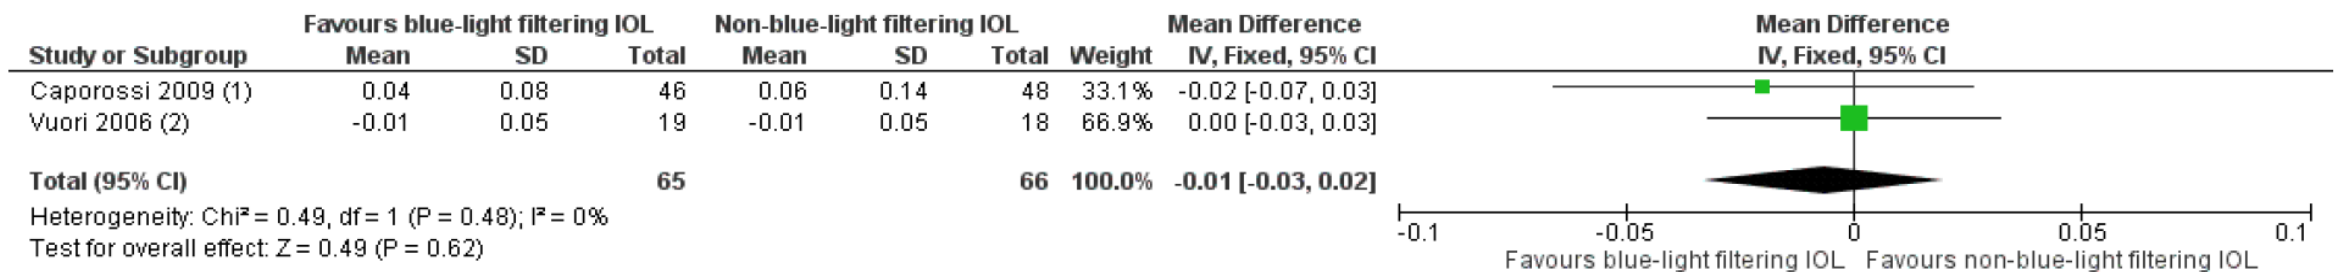 Favours blue-light filtering IOL Non-blue-light filtering IOL Mean Difference Mean Difference
Study or Subgroup Mean SD Total Mean SD Total Weight IV, Fixed, 95% CI IV, Fixed, 95% CI
Caporossi 2009 (1) 0.04 0.08 46 0.06 0.14 48 33.1% -0.02 [-0.07, 0.03]
Vuori 2006 (2) -0.01 0.05 19 -0.01 0.05 18 66.9% 0.00 [-0.03, 0.03]
Total (95% CI) 65 66 100.0% -0.01 [-0.03, 0.02]
Heterogeneity: Chi² = 0.49, df = 1 (P = 0.48); I² = 0%
Test for overall effect: Z = 0.49 (P = 0.62)
-0.1 -0.05 0 0.05 0.1
Favours blue-light filtering IOL Favours non-blue-light filtering IOL